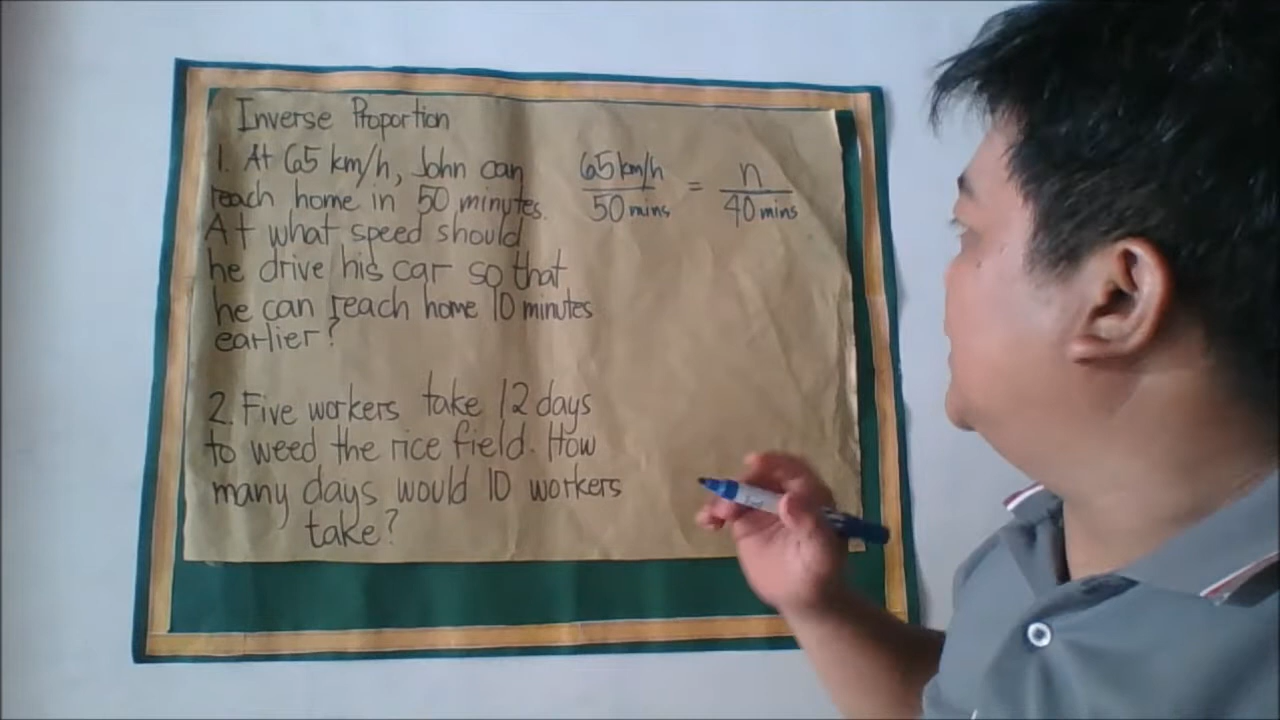 Inverse Proportion
1. At 65 km/h, John can
reach home in 50 minutes.
At what speed should
he drive his car so that
he can reach home 10 minutes
earlier?
65 km/h / 50 mins = n / 40 mins
2. Five workers take 12 days
to weed the rice field. How
many days would 10 workers
take?